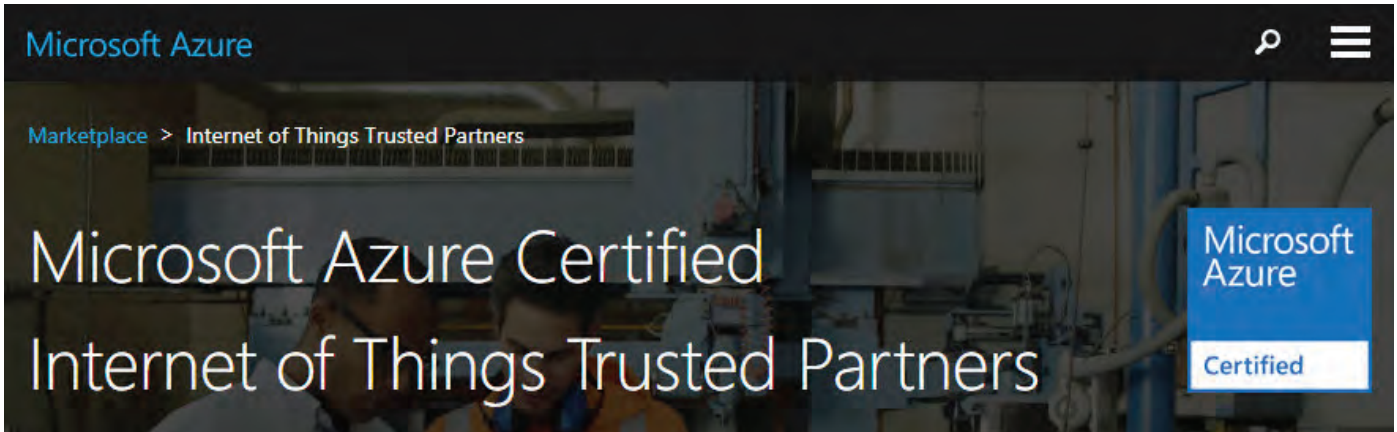 Microsoft Azure
Marketplace > Internet of Things Trusted Partners
Microsoft Azure Certified
Internet of Things Trusted Partners
Microsoft
Azure
Certified